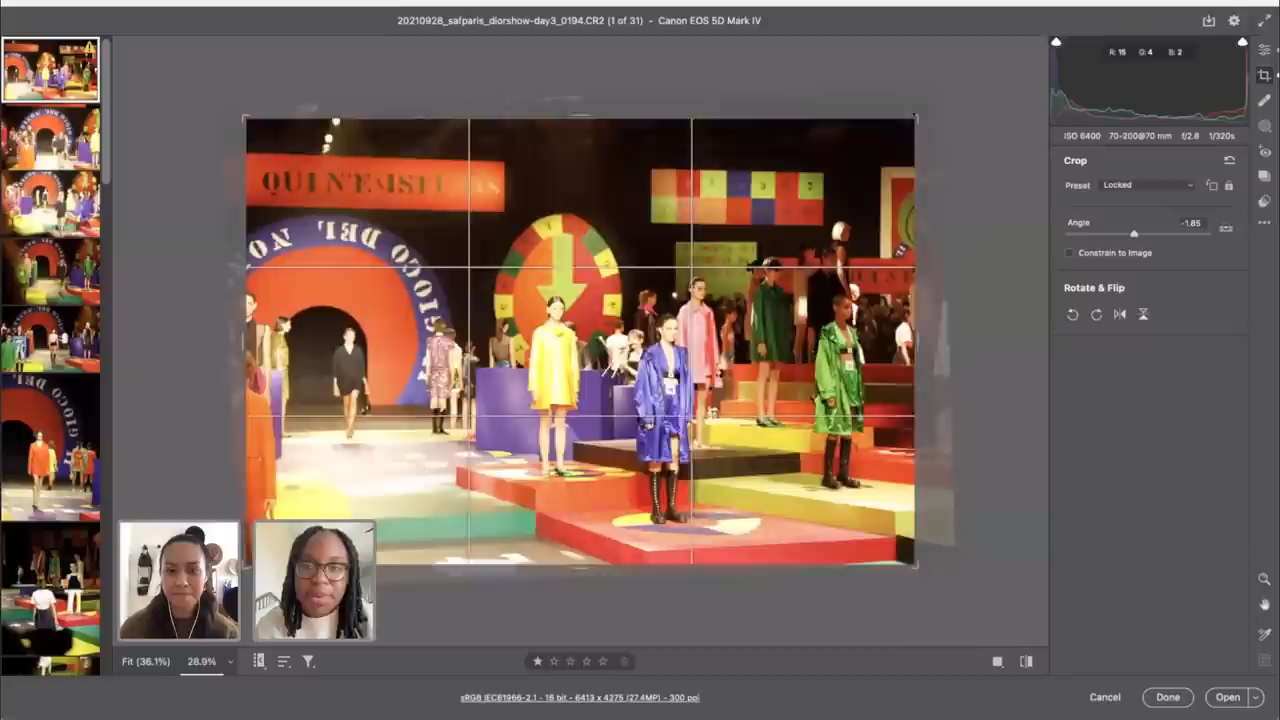 20210928_safparis_diorshow-day3_0194.CR2 (1 of 31) - Canon EOS 5D Mark IV
R: 15 G: 4 B: 2
ISO 6400 70-200@70 mm f/2.8 1/320s
Crop
Preset Locked
Angle -1.85
Constrain to Image
Rotate & Flip
GIOCO DEL NO
Fit (36.1%) 28.9%
sRGB IEC61966-2.1 - 16 bit - 6413 x 4275 (27.4MP) - 300 ppi
Cancel Done Open